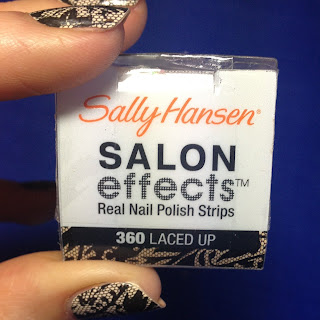 Sally Hansen®
SALON
effects™
Real Nail Polish Strips
360 LACED UP